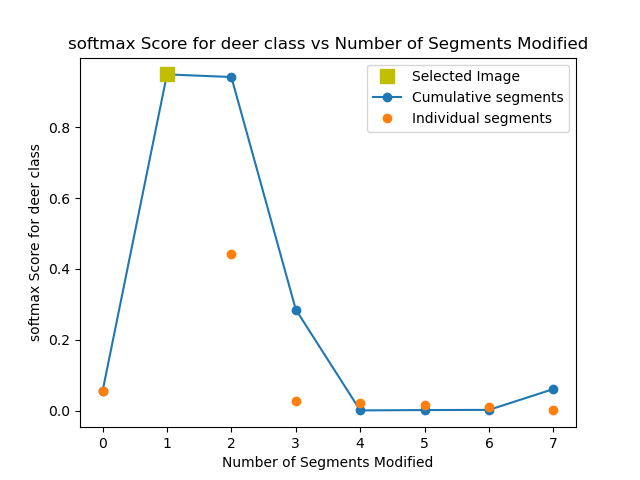 softmax Score for deer class vs Number of Segments Modified
Selected Image
Cumulative segments
Individual segments
softmax Score for deer class
0.8
0.6
0.4
0.2
0.0
0 1 2 3 4 5 6 7
Number of Segments Modified